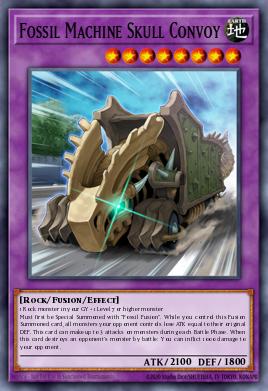 Fossil Machine Skull Convoy
EARTH
地
[Rock/Fusion/Effect]
1 Rock monster in your GY + 1 Level 7 or higher monster
Must first be Special Summoned with "Fossil Fusion". While you control this Fusion
Summoned card, all monsters your opponent controls lose ATK equal to their original
DEF. This card can make up to 3 attacks on monsters during each Battle Phase. When
this card destroys an opponent's monster by battle: You can inflict 1000 damage to
your opponent.
ATK/2100 DEF/1800